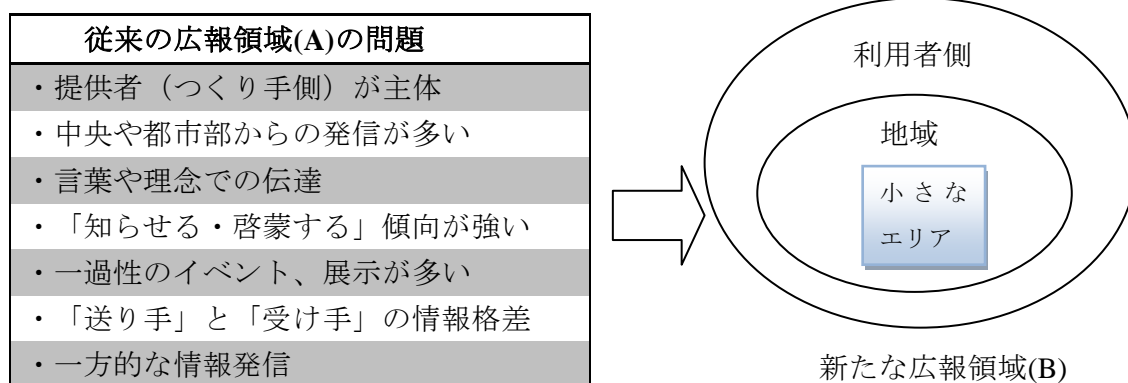 従来の広報領域(A)の問題
・提供者（つくり手側）が主体
・中央や都市部からの発信が多い
・言葉や理念での伝達
・「知らせる・啓蒙する」傾向が強い
・一過性のイベント、展示が多い
・「送り手」と「受け手」の情報格差
・一方的な情報発信
利用者側
地域
小さな
エリア
新たな広報領域(B)